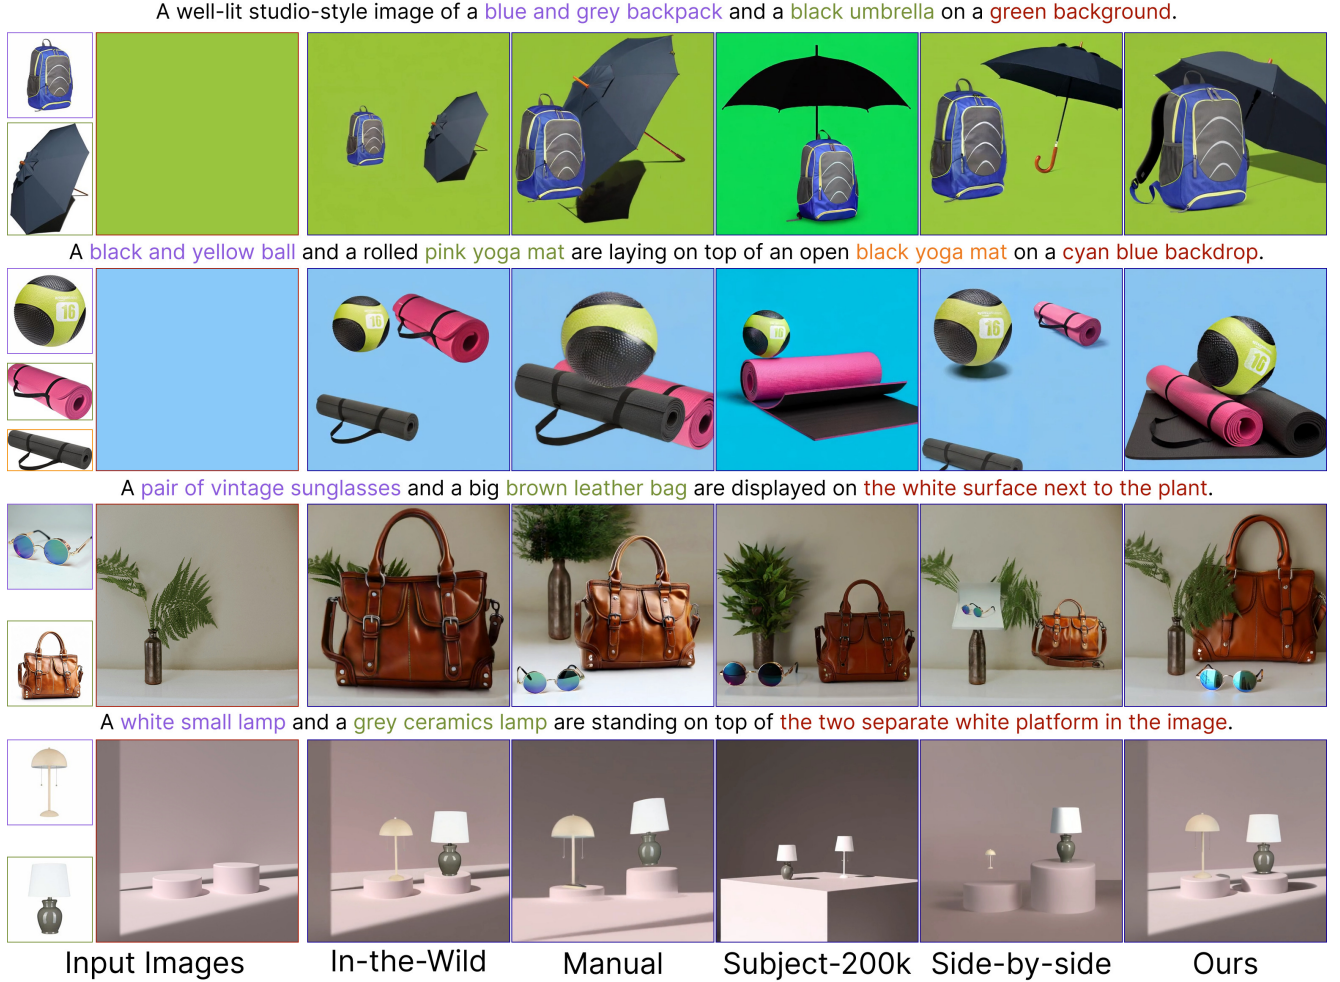 A well-lit studio-style image of a blue and grey backpack and a black umbrella on a green background.
A black and yellow ball and a rolled pink yoga mat are laying on top of an open black yoga mat on a cyan blue backdrop.
16
16
16
16
16
16
A pair of vintage sunglasses and a big brown leather bag are displayed on the white surface next to the plant.
A white small lamp and a grey ceramics lamp are standing on top of the two separate white platform in the image.
Input Images
In-the-Wild
Manual
Subject-200k
Side-by-side
Ours